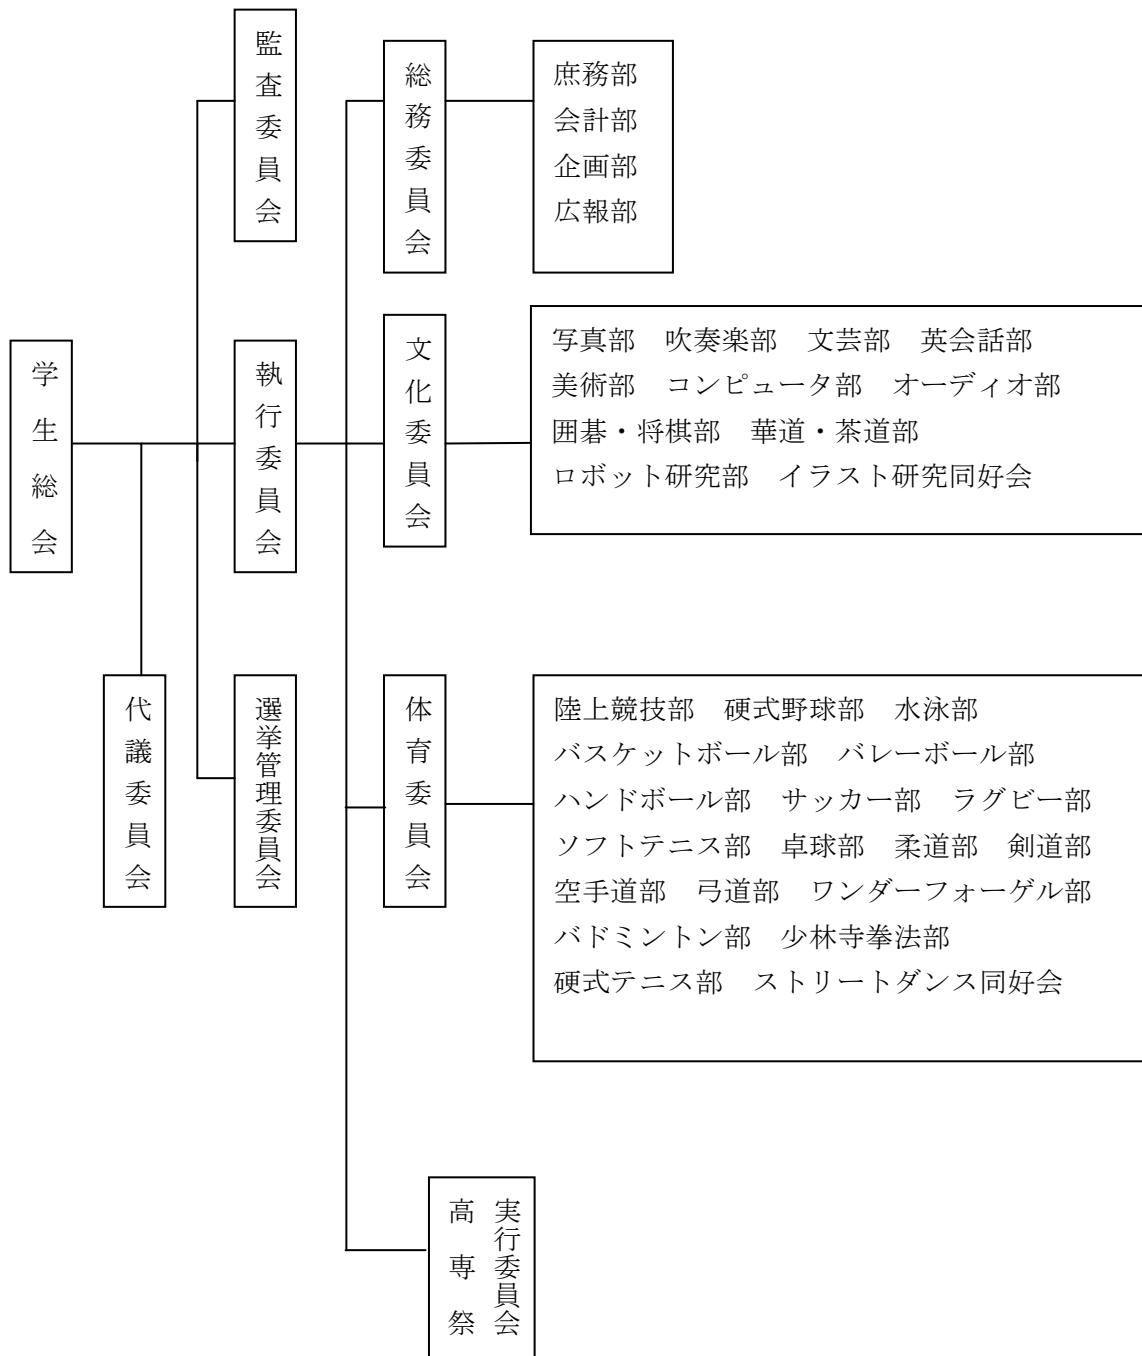 監査委員会
総務委員会
庶務部
会計部
企画部
広報部
学生総会
執行委員会
文化委員会
写真部　吹奏楽部　文芸部　英会話部
美術部　コンピュータ部　オーディオ部
囲碁・将棋部　華道・茶道部
ロボット研究部　イラスト研究同好会
代議委員会
選挙管理委員会
体育委員会
陸上競技部　硬式野球部　水泳部
バスケットボール部　バレーボール部
ハンドボール部　サッカー部　ラグビー部
ソフトテニス部　卓球部　柔道部　剣道部
空手道部　弓道部　ワンダーフォーゲル部
バドミントン部　少林寺拳法部
硬式テニス部　ストリートダンス同好会
高専祭
実行委員会